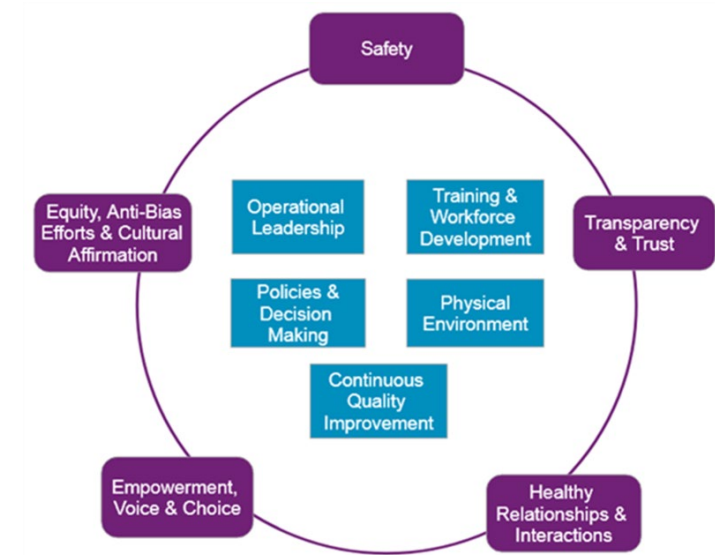 Safety
Equity, Anti-Bias
Efforts & Cultural
Affirmation
Operational
Leadership
Training &
Workforce
Development
Transparency
& Trust
Policies &
Decision
Making
Physical
Environment
Continuous
Quality
Improvement
Empowerment,
Voice & Choice
Healthy
Relationships &
Interactions